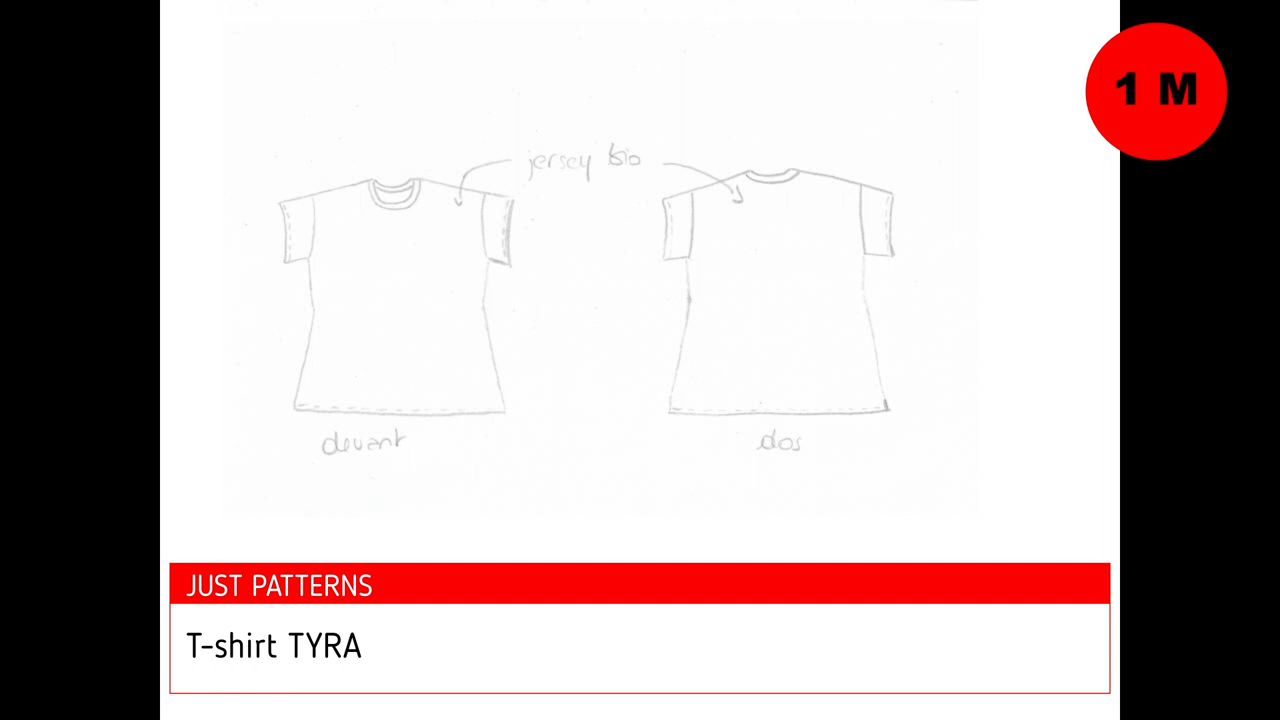 1 M
jersey bio
devant
dos
JUST PATTERNS
T-shirt TYRA